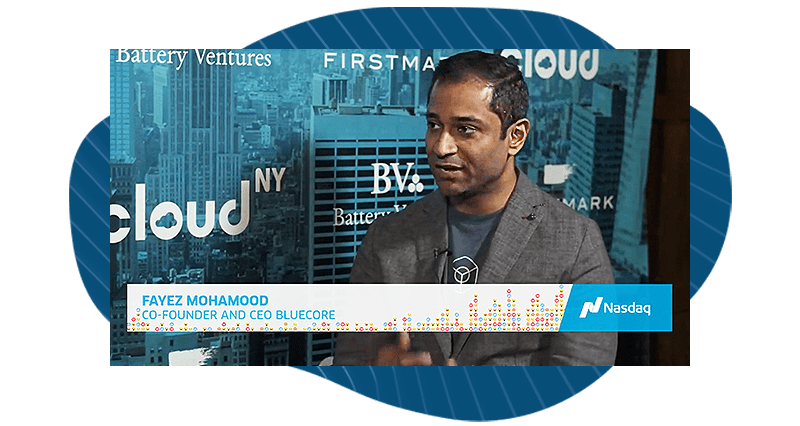 Battery Ventures
FIRSTMA
cloud
cloud NY
BV
Battery V
MARK
FAYEZ MOHAMOOD
CO-FOUNDER AND CEO BLUECORE
Nasdaq